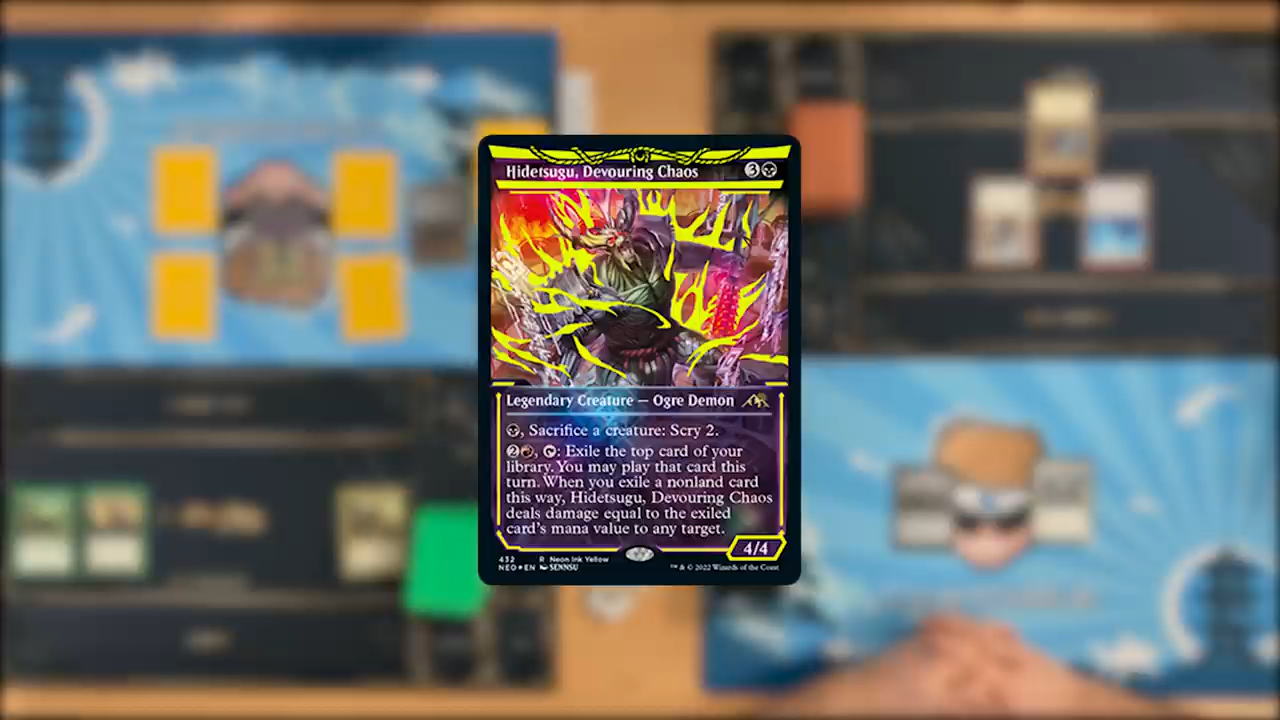 Hidetsugu, Devouring Chaos 3
Legendary Creature — Ogre Demon
, Sacrifice a creature: Scry 2.
2 , : Exile the top card of your
library. You may play that card this
turn. When you exile a nonland card
this way, Hidetsugu, Devouring Chaos
deals damage equal to the exiled
card's mana value to any target.
4/4
432 R Neon Ink Yellow
NEO★EN SENNSU ™ & © 2022 Wizards of the Coast